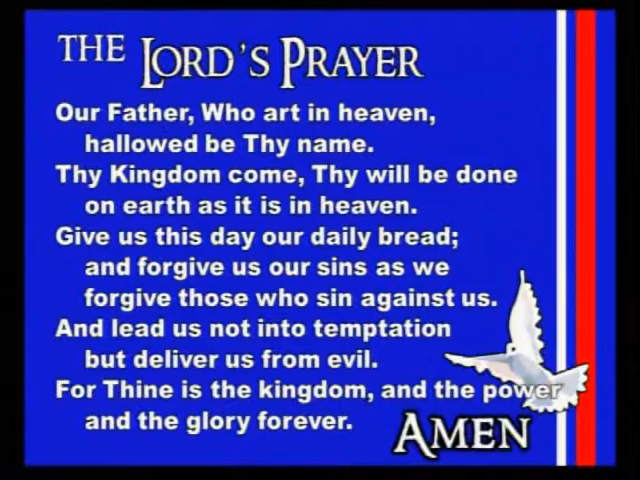 THE LORD'S PRAYER
Our Father, Who art in heaven,
hallowed be Thy name.
Thy Kingdom come, Thy will be done
on earth as it is in heaven.
Give us this day our daily bread;
and forgive us our sins as we
forgive those who sin against us.
And lead us not into temptation
but deliver us from evil.
For Thine is the kingdom, and the power
and the glory forever.
AMEN